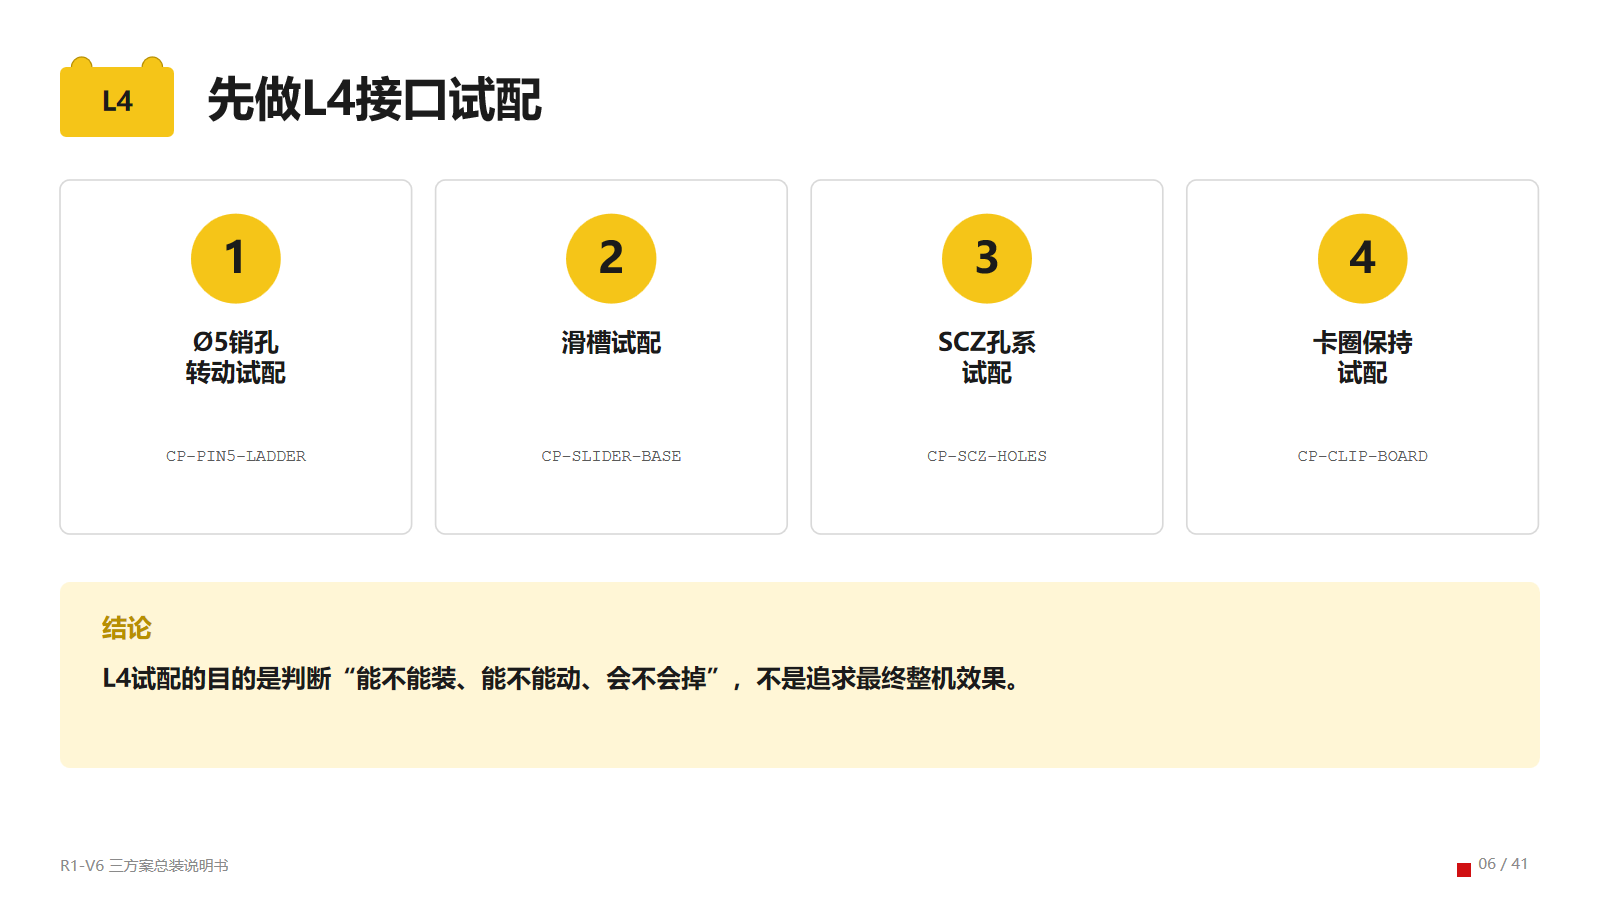 L4
先做L4接口试配
1
Ø5销孔
转动试配
CP-PIN5-LADDER
2
滑槽试配
CP-SLIDER-BASE
3
SCZ孔系
试配
CP-SCZ-HOLES
4
卡圈保持
试配
CP-CLIP-BOARD
结论
L4试配的目的是判断“能不能装、能不能动、会不会掉”，不是追求最终整机效果。
R1-V6 三方案总装说明书
06 / 41